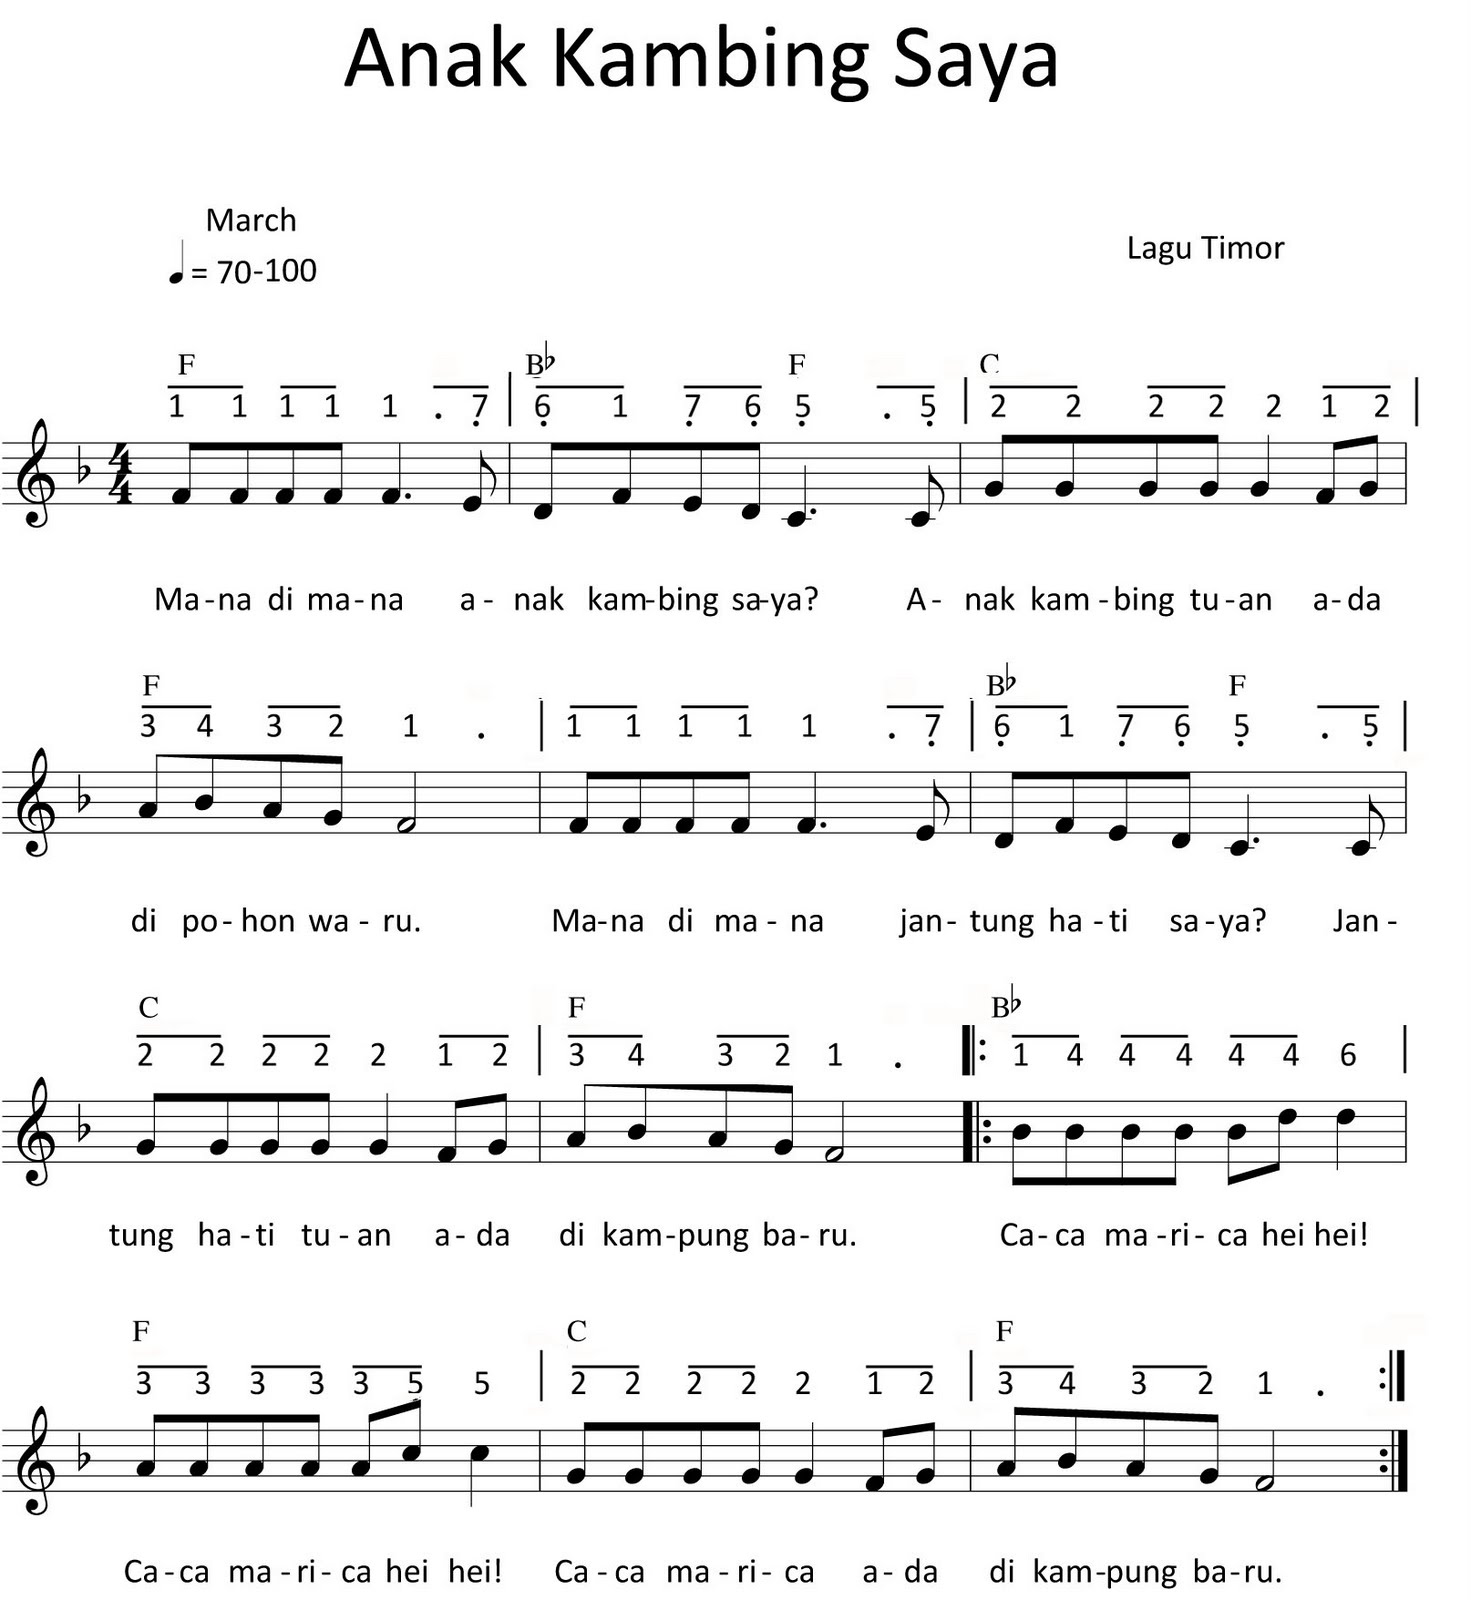 Anak Kambing Saya
March
= 70-100
Lagu Timor
F B♭ F C
1 1 1 1 1 . 7 | 6 1 7 6 5 . 5 | 2 2 2 2 2 1 2 |
4
4
Ma-na di ma-na a- nak kam-bing sa-ya? A- nak kam-bing tu-an a-da
F B♭ F
3 4 3 2 1 . | 1 1 1 1 1 . 7 | 6 1 7 6 5 . 5 |
di po-hon wa-ru. Ma-na di ma-na jan-tung ha-ti sa-ya? Jan-
C F B♭
2 2 2 2 2 1 2 | 3 4 3 2 1 . |: 1 4 4 4 4 4 6 |
tung ha-ti tu-an a-da di kam-pung ba-ru. Ca-ca ma-ri-ca hei hei!
F C F
3 3 3 3 3 5 5 | 2 2 2 2 2 1 2 | 3 4 3 2 1 . :|
Ca-ca ma-ri-ca hei hei! Ca-ca ma-ri-ca a-da di kam-pung ba-ru.